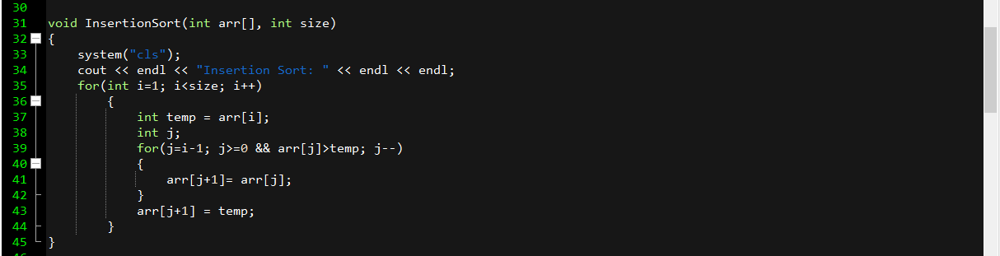 30
31 void InsertionSort(int arr[], int size)
32 {
33 system("cls");
34 cout << endl << "Insertion Sort: " << endl << endl;
35 for(int i=1; i<size; i++)
36 {
37 int temp = arr[i];
38 int j;
39 for(j=i-1; j>=0 && arr[j]>temp; j--)
40 {
41 arr[j+1]= arr[j];
42 }
43 arr[j+1] = temp;
44 }
45 }